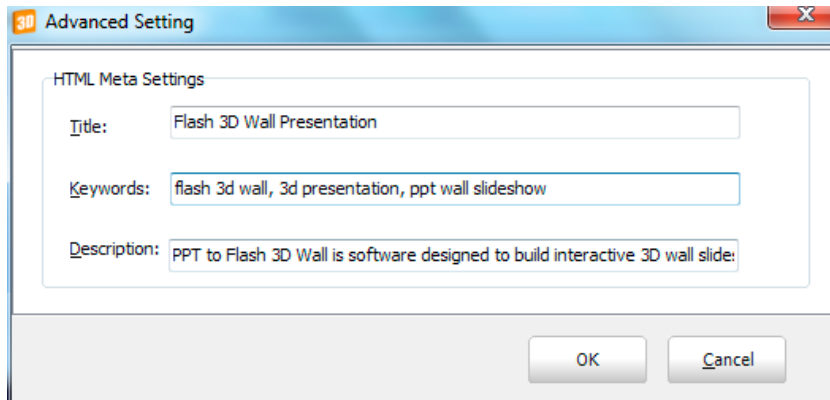 3D Advanced Setting
X
HTML Meta Settings
Title: Flash 3D Wall Presentation
Keywords: flash 3d wall, 3d presentation, ppt wall slideshow
Description: PPT to Flash 3D Wall is software designed to build interactive 3D wall slides
OK Cancel